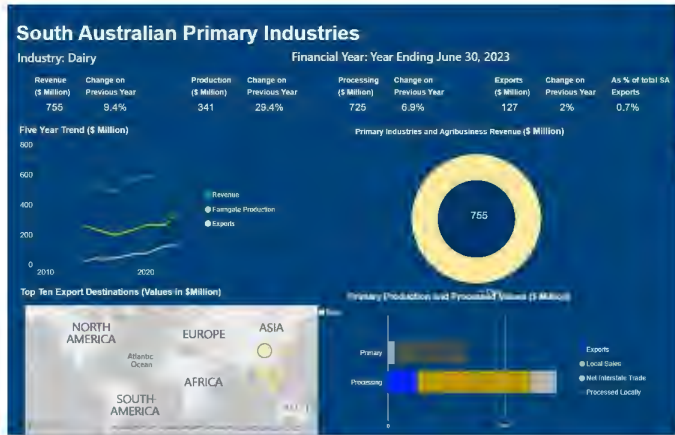 South Australian Primary Industries
Industry: Dairy
Financial Year: Year Ending June 30, 2023
Revenue ($ Million)
755
Change on Previous Year
9.4%
Production ($ Million)
341
Change on Previous Year
29.4%
Processing ($ Million)
725
Change on Previous Year
6.9%
Exports ($ Million)
127
Change on Previous Year
2%
As % of total SA Exports
0.7%
Five Year Trend ($ Million)
800
600
400
200
0
2010
2020
Revenue
Farmgate Production
Exports
Primary Industries and Agribusiness Revenue ($ Million)
755
Top Ten Export Destinations (Values in $Million)
NORTH AMERICA
EUROPE
ASIA
Atlantic Ocean
AFRICA
SOUTH AMERICA
Primary Production and Processed Values ($ Million)
Primary
Processing
0
Exports
Local Sales
Net Interstate Trade
Processed Locally